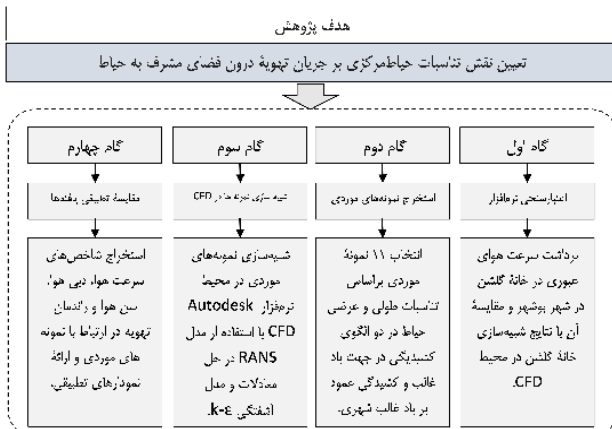 هدف پژوهش
تعیین نقش تناسبات حیاط‌مرکزی بر جریان تهویهٔ درون فضای مشرف به حیاط
گام اول
اعتبارسنجی نرم‌افزار
برداشت سرعت هوای
عبوری در خانهٔ گلشن
در شهر بوشهر و مقایسهٔ
آن با نتایج شبیه‌سازی
خانهٔ گلشن در محیط
CFD.
گام دوم
استخراج نمونه‌های موردی
انتخاب ۱۱ نمونهٔ
موردی براساس
تناسبات طولی و عرضی
حیاط در دو الگوی
کشیدگی در جهت باد
غالب و کشیدگی عمود
بر باد غالب شهری.
گام سوم
شبیه سازی نمونه‌ها در CFD
شبیه‌سازی نمونه‌های
موردی در محیط
نرم‌افزار Autodesk
CFD با استفاده از مدل
RANS در حل
معادلات و مدل
آشفتگی k-ε.
گام چهارم
مقایسهٔ تطبیقی یافته‌ها
استخراج شاخص‌های
سرعت هوا، دبی هوا،
سن هوا و راندمان
تهویه در ارتباط با نمونه
های موردی و ارائهٔ
نمودارهای تطبیقی.